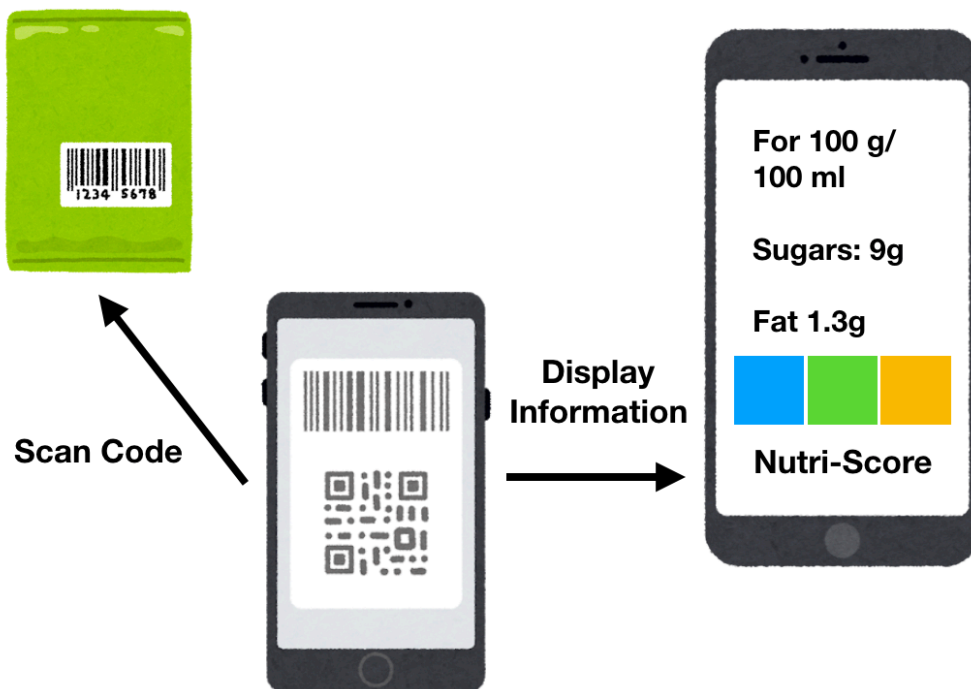 1234 5678
Scan Code
Display
Information
For 100 g/
100 ml
Sugars: 9g
Fat 1.3g
Nutri-Score